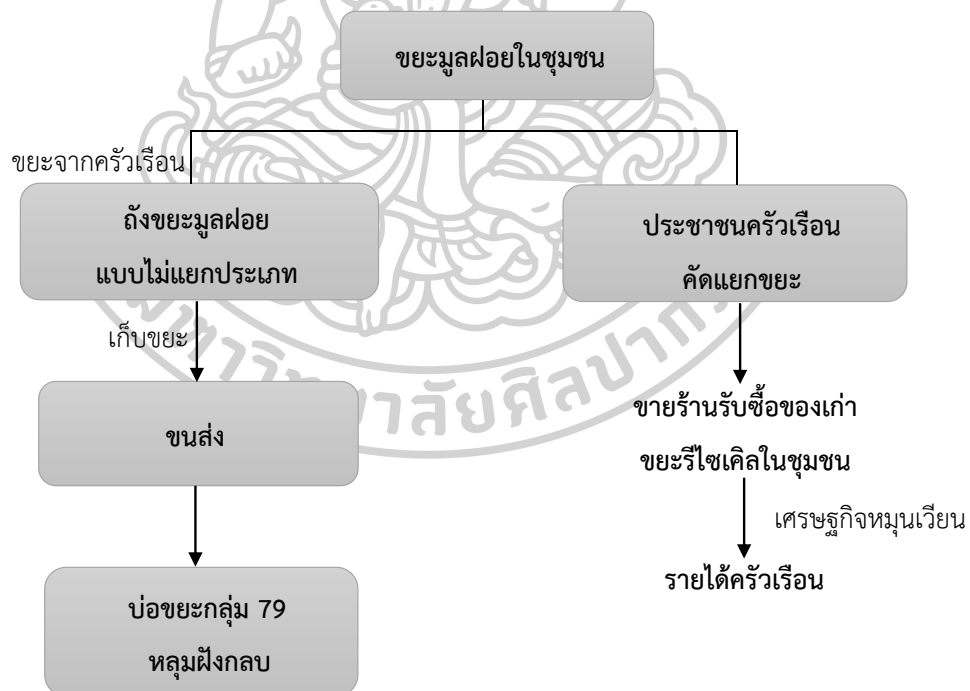 ขยะมูลฝอยในชุมชน
ขยะจากครัวเรือน
ถังขยะมูลฝอย
แบบไม่แยกประเภท
ประชาชนครัวเรือน
คัดแยกขยะ
เก็บขยะ
ขนส่ง
ขายร้านรับซื้อของเก่า
ขยะรีไซเคิลในชุมชน
เศรษฐกิจหมุนเวียน
รายได้ครัวเรือน
บ่อขยะกลุ่ม 79
หลุมฝังกลบ